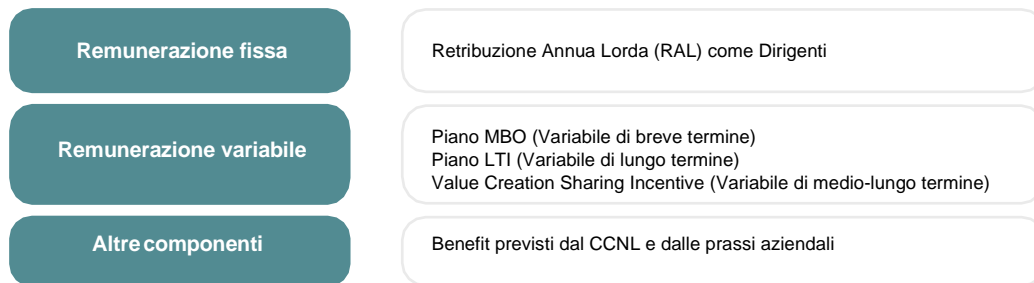 Remunerazione fissa
Retribuzione Annua Lorda (RAL) come Dirigenti
Remunerazione variabile
Piano MBO (Variabile di breve termine)
Piano LTI (Variabile di lungo termine)
Value Creation Sharing Incentive (Variabile di medio-lungo termine)
Altre componenti
Benefit previsti dal CCNL e dalle prassi aziendali